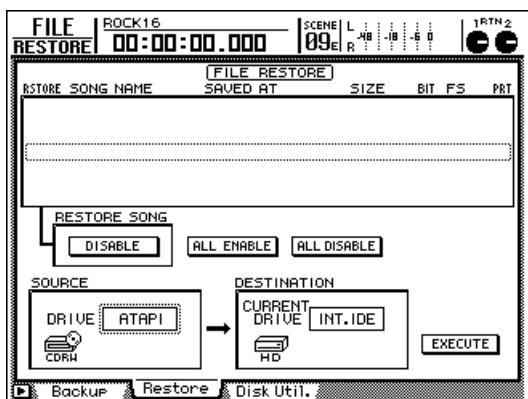 FILE RESTORE
ROCK16
00:00:00.000
SCENE 09E
L -48 -18 -6 0
R
1 RTN 2
FILE RESTORE
RSTORE SONG NAME SAVED AT SIZE BIT FS PRT
RESTORE SONG
DISABLE
ALL ENABLE
ALL DISABLE
SOURCE
DRIVE ATAPI
CDRW
DESTINATION
CURRENT DRIVE INT.IDE
HD
EXECUTE
Backup Restore Disk Util.